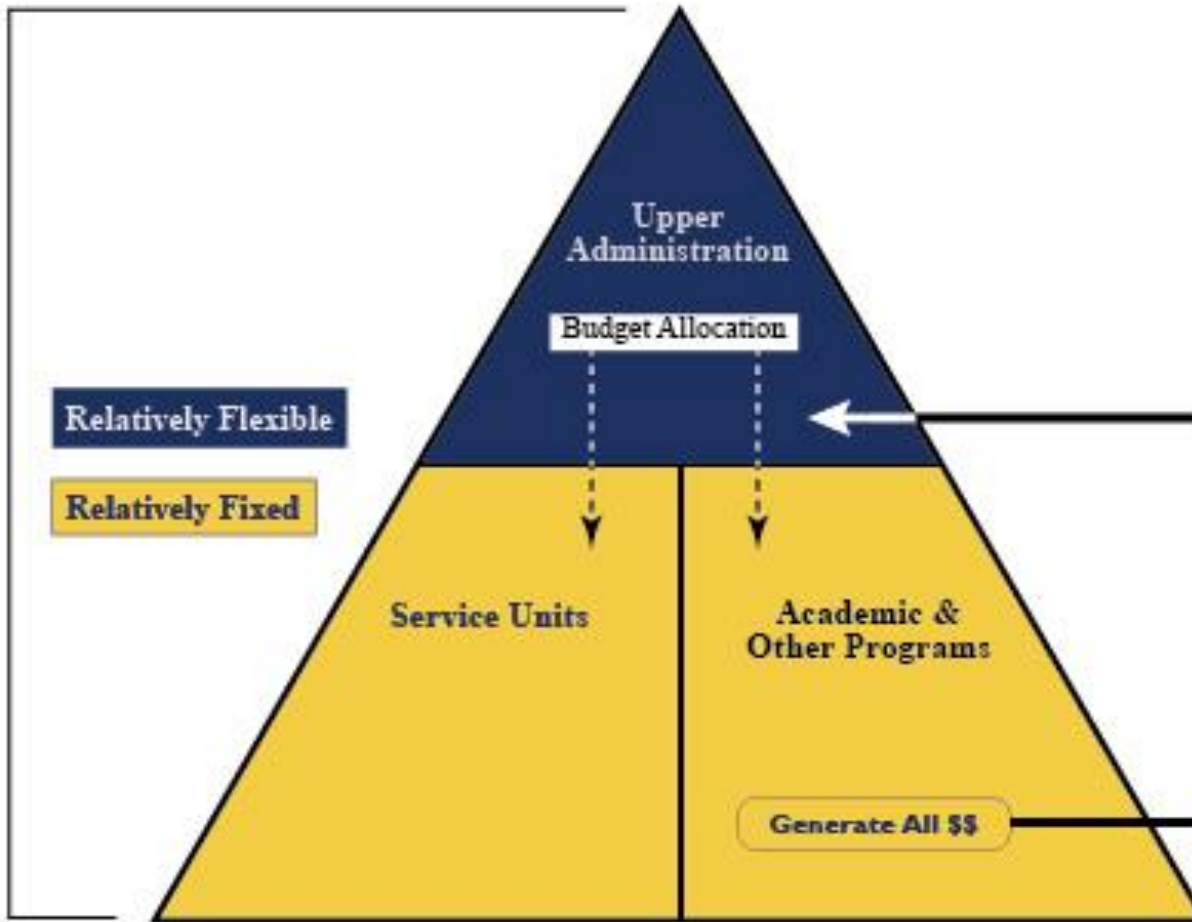 Upper
Administration
Budget Allocation
Relatively Flexible
Relatively Fixed
Service Units
Academic &
Other Programs
Generate All $$